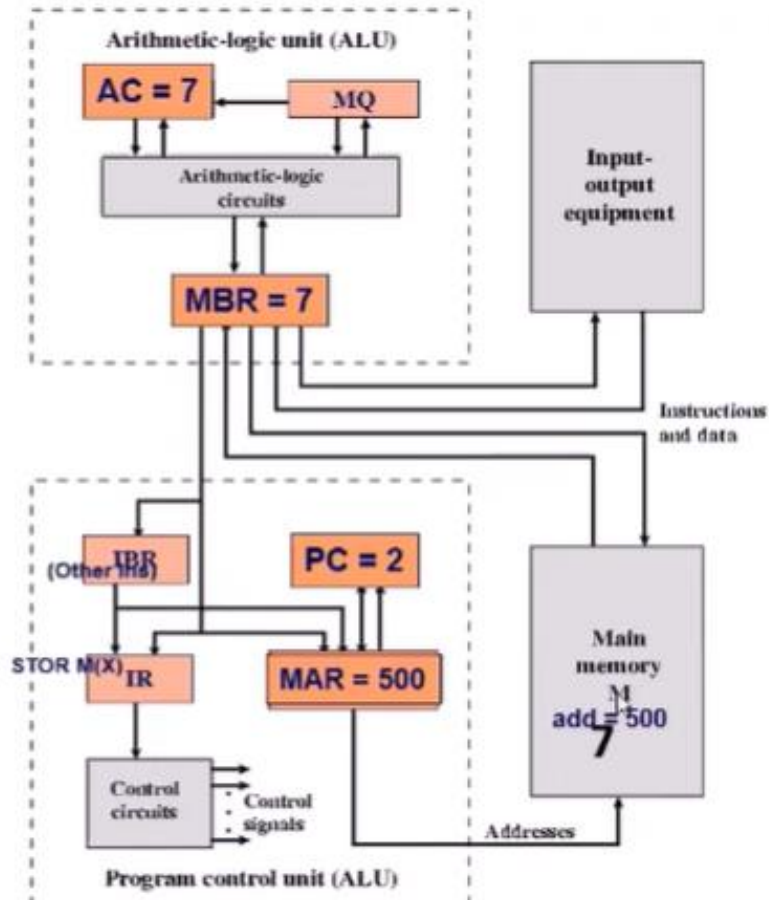 Arithmetic-logic unit (ALU)
AC = 7
MQ
Arithmetic-logic
circuits
Input-
output
equipment
MBR = 7
Instructions
and data
IBR
(Other ins)
PC = 2
STOR M(X)
IR
MAR = 500
Main
memory
M
add = 500
7
Control
circuits
Control
signals
Addresses
Program control unit (ALU)